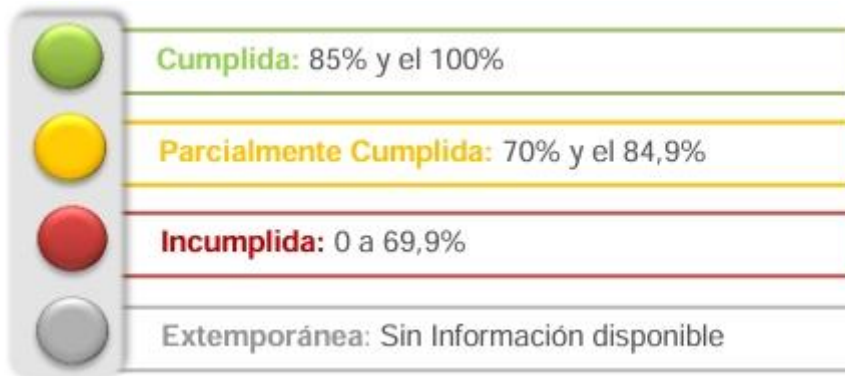 Cumplida: 85% y el 100%
Parcialmente Cumplida: 70% y el 84,9%
Incumplida: 0 a 69,9%
Extemporánea: Sin Información disponible